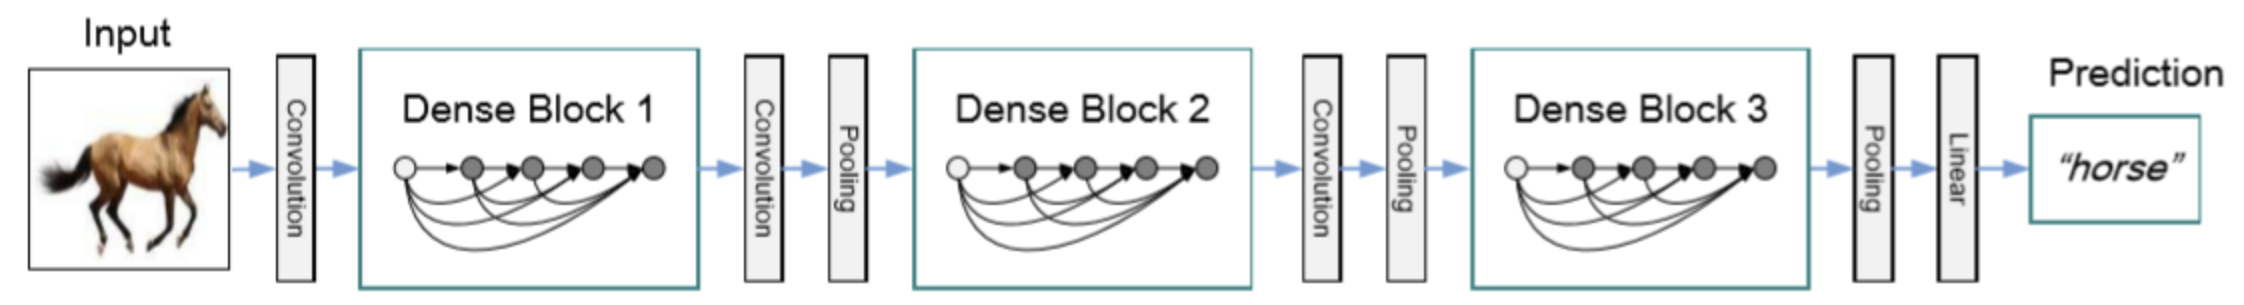 Input
Convolution
Dense Block 1
Convolution
Pooling
Dense Block 2
Convolution
Pooling
Dense Block 3
Pooling
Linear
Prediction
“horse”